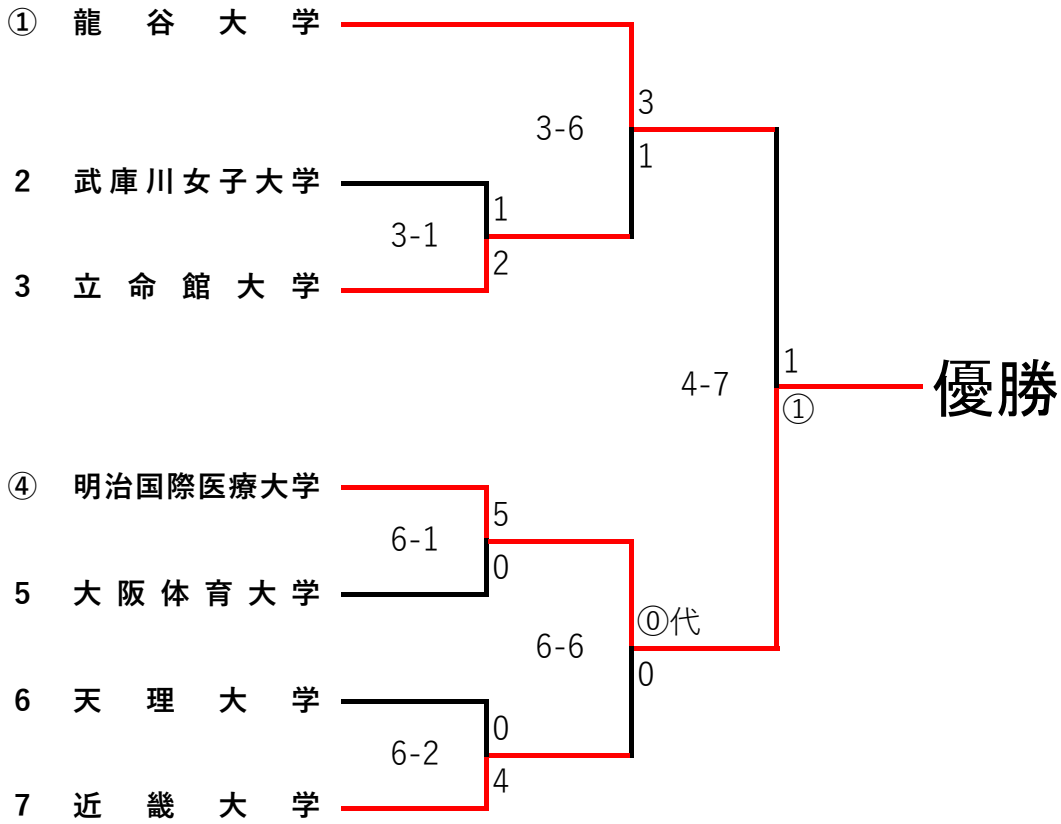 ① 龍谷大学
3
3-6
1
2 武庫川女子大学
1
3-1
2
3 立命館大学
1
4-7
①
優勝
④ 明治国際医療大学
5
6-1
0
5 大阪体育大学
⓪代
6-6
0
6 天理大学
0
6-2
4
7 近畿大学